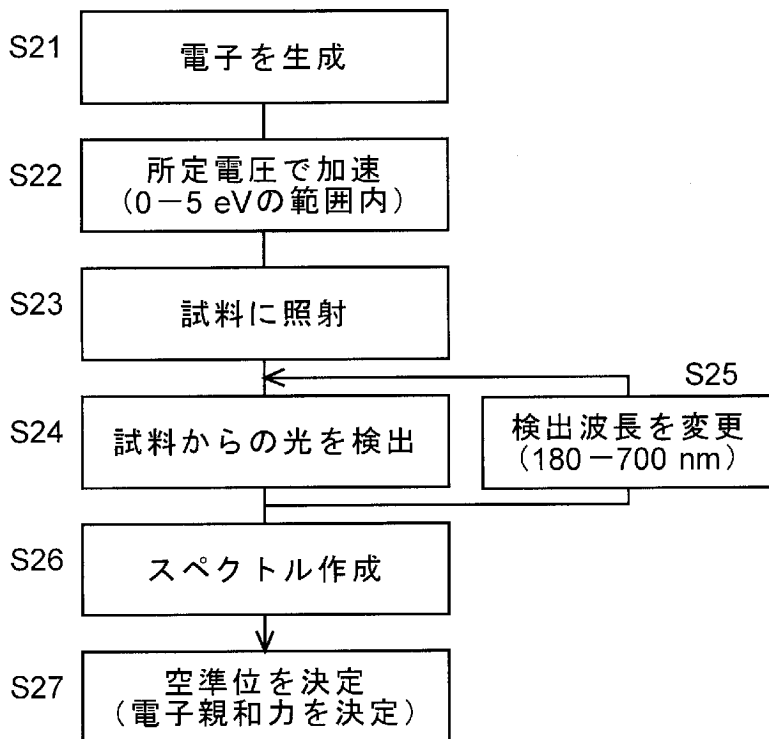 S21
電子を生成
S22
所定電圧で加速
(0－5 eVの範囲内)
S23
試料に照射
S25
S24
試料からの光を検出
検出波長を変更
(180－700 nm)
S26
スペクトル作成
S27
空準位を決定
(電子親和力を決定)